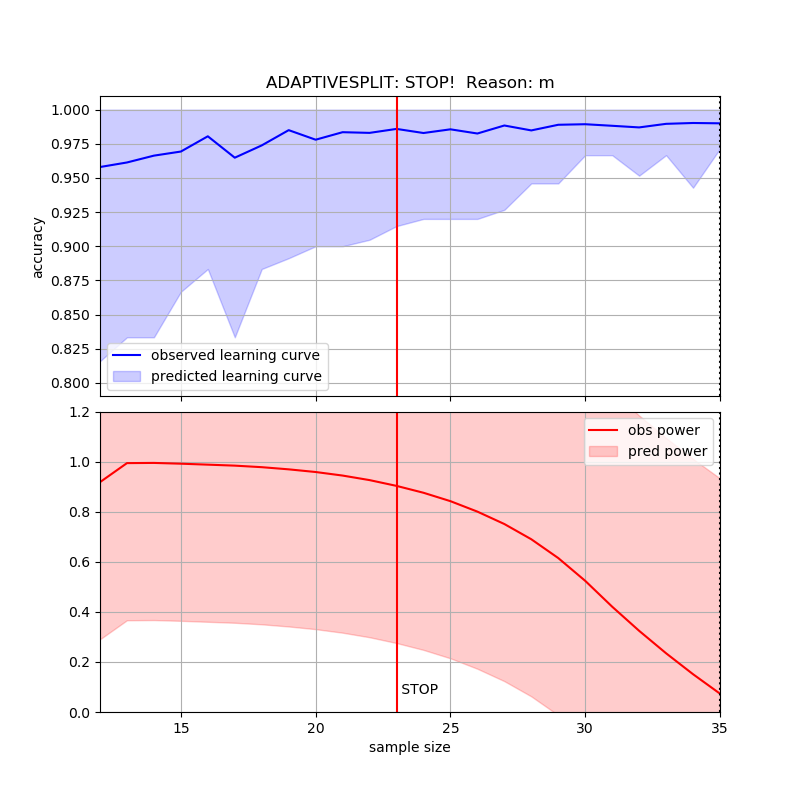 ADAPTIVESPLIT: STOP!  Reason: m
accuracy
1.000
0.975
0.950
0.925
0.900
0.875
0.850
0.825
0.800
observed learning curve
predicted learning curve
1.2
1.0
0.8
0.6
0.4
0.2
0.0
obs power
pred power
STOP
15 20 25 30 35
sample size